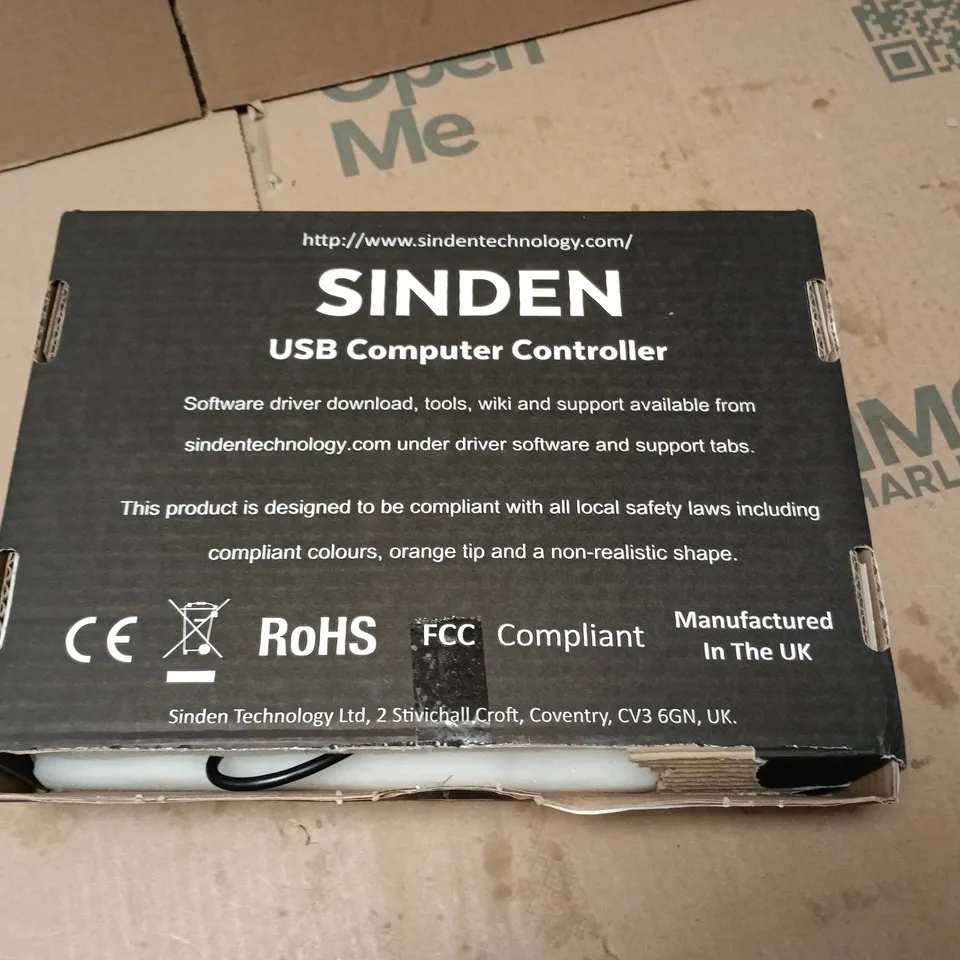 Open
Me
http://www.sindentechnology.com/
SINDEN
USB Computer Controller
Software driver download, tools, wiki and support available from
sindentechnology.com under driver software and support tabs.
This product is designed to be compliant with all local safety laws including
compliant colours, orange tip and a non-realistic shape.
CE
RoHS
FCC Compliant
Manufactured
In The UK
Sinden Technology Ltd, 2 Stivichall Croft, Coventry, CV3 6GN, UK.